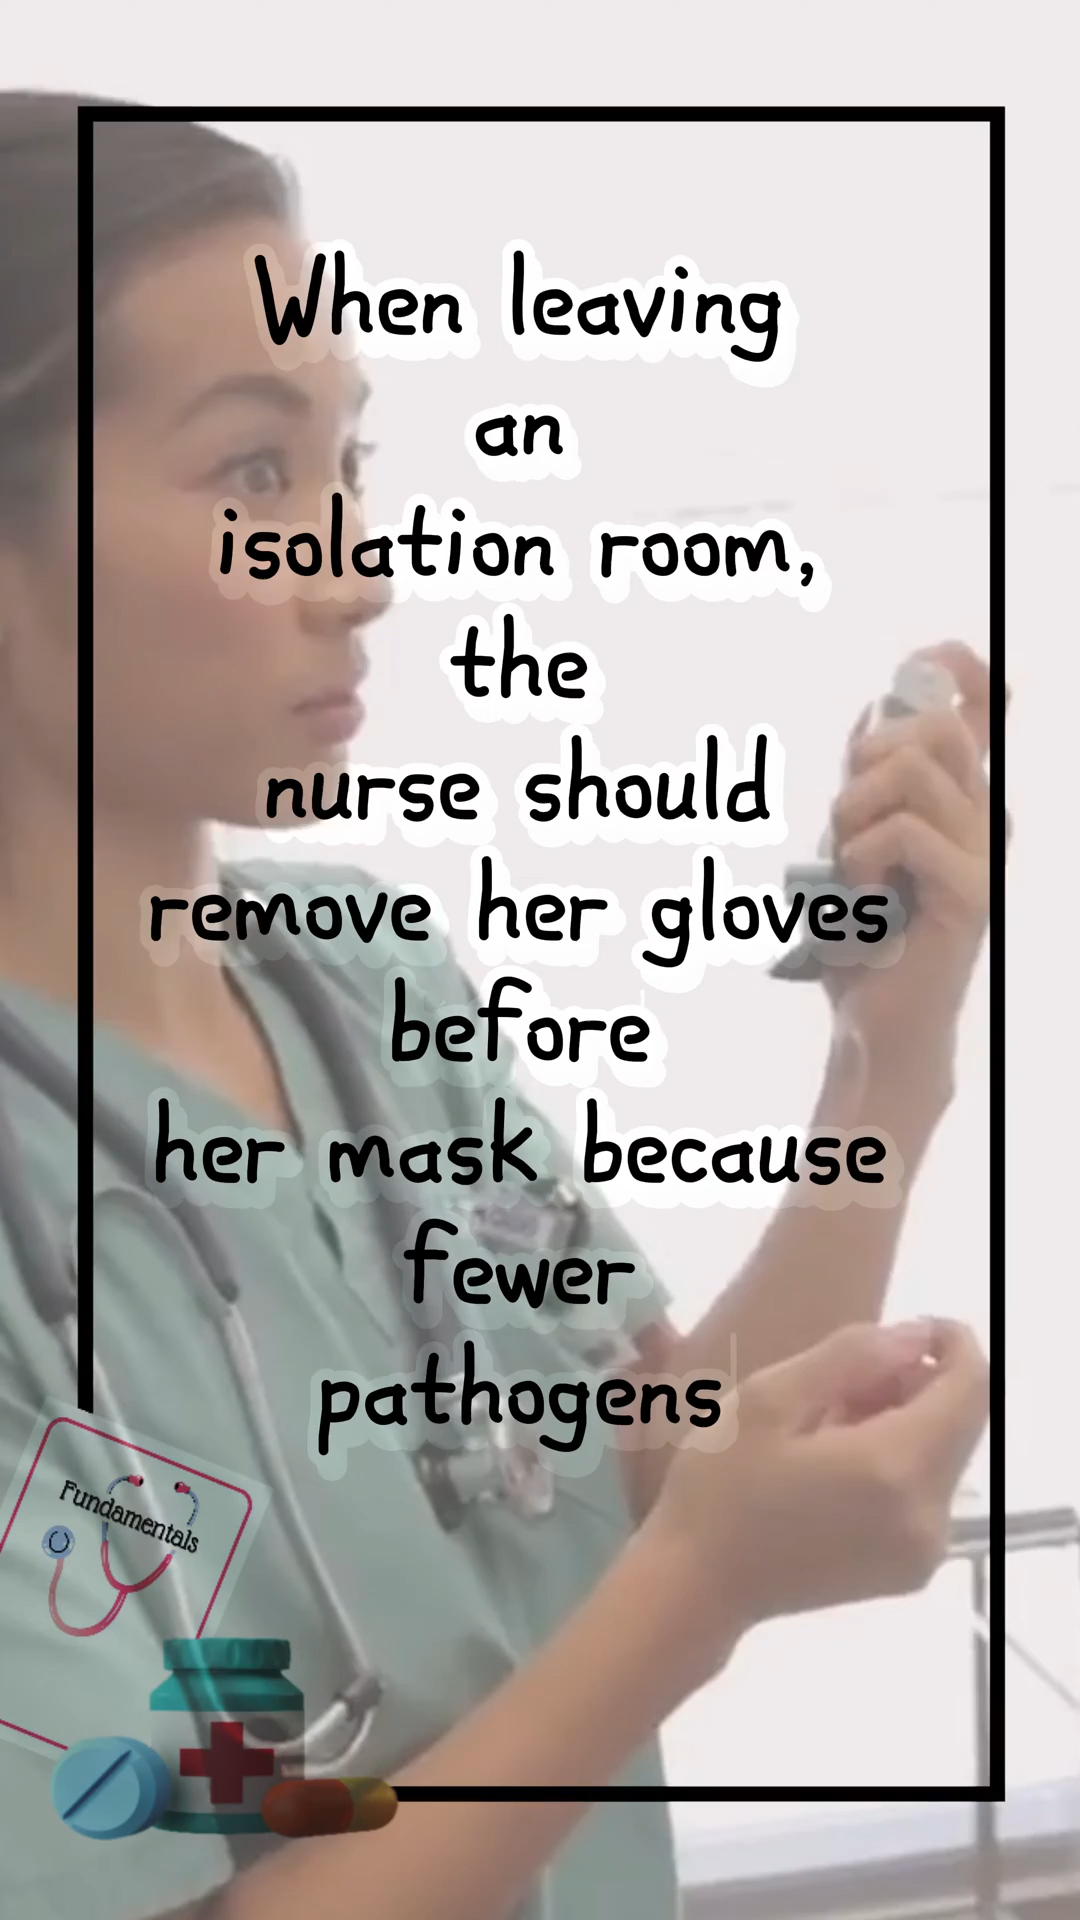 When leaving
an
isolation room,
the
nurse should
remove her gloves
before
her mask because
fewer
pathogens
Fundamentals